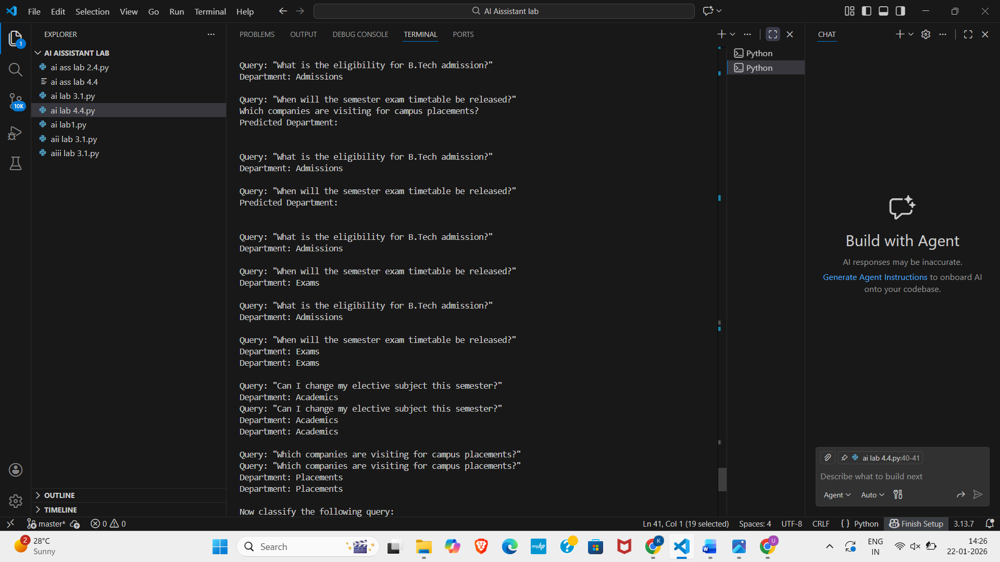 File Edit Selection View Go Run Terminal Help
AI Aissistant lab
EXPLORER
AI AISSISTANT LAB
ai ass lab 2.4.py
ai ass lab 4.4
ai lab 3.1.py
ai lab 4.4.py
ai lab1.py
aii lab 3.1.py
aiii lab 3.1.py
1
10K
OUTLINE
TIMELINE
PROBLEMS OUTPUT DEBUG CONSOLE TERMINAL PORTS
Query: "What is the eligibility for B.Tech admission?"
Department: Admissions
Query: "When will the semester exam timetable be released?"
Which companies are visiting for campus placements?
Predicted Department:
Query: "What is the eligibility for B.Tech admission?"
Department: Admissions
Query: "When will the semester exam timetable be released?"
Predicted Department:
Query: "What is the eligibility for B.Tech admission?"
Department: Admissions
Query: "When will the semester exam timetable be released?"
Department: Exams
Query: "What is the eligibility for B.Tech admission?"
Department: Admissions
Query: "When will the semester exam timetable be released?"
Department: Exams
Department: Exams
Query: "Can I change my elective subject this semester?"
Department: Academics
Query: "Can I change my elective subject this semester?"
Department: Academics
Department: Academics
Query: "Which companies are visiting for campus placements?"
Query: "Which companies are visiting for campus placements?"
Department: Placements
Department: Placements
Now classify the following query:
Python
Python
CHAT
Build with Agent
AI responses may be inaccurate.
Generate Agent Instructions to onboard AI
onto your codebase.
ai lab 4.4.py:40-41
Describe what to build next
Agent Auto
master* 0 0
Ln 41, Col 1 (19 selected) Spaces: 4 UTF-8 CRLF { } Python Finish Setup 3.13.7
2
28°C
Sunny
Search
myhp
K
W
U
ENG
IN
14:26
22-01-2026